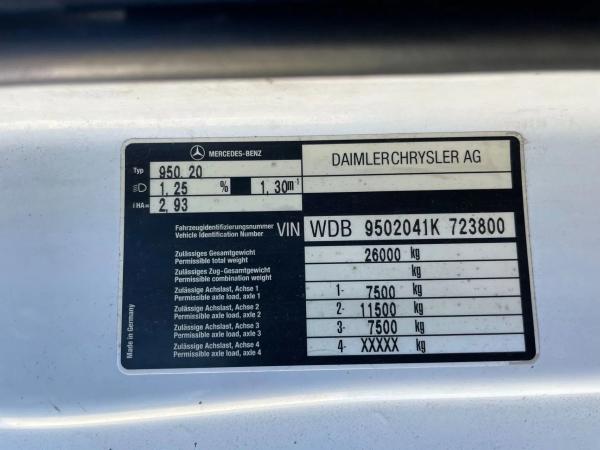 MERCEDES-BENZ
DAIMLERCHRYSLER AG
Typ 950.20
1,25 % 1,30m⁻¹
i HA= 2,93
Fahrzeugidentifizierungsnummer
Vehicle Identification Number
VIN WDB 9502041K 723800
Zulässiges Gesamtgewicht
Permissible total weight
26000 kg
Zulässiges Zug-Gesamtgewicht
Permissible combination weight
kg
Zulässige Achslast, Achse 1
Permissible axle load, axle 1
1- 7500 kg
Zulässige Achslast, Achse 2
Permissible axle load, axle 2
2- 11500 kg
Zulässige Achslast, Achse 3
Permissible axle load, axle 3
3- 7500 kg
Zulässige Achslast, Achse 4
Permissible axle load, axle 4
4- XXXXX kg
Made in Germany